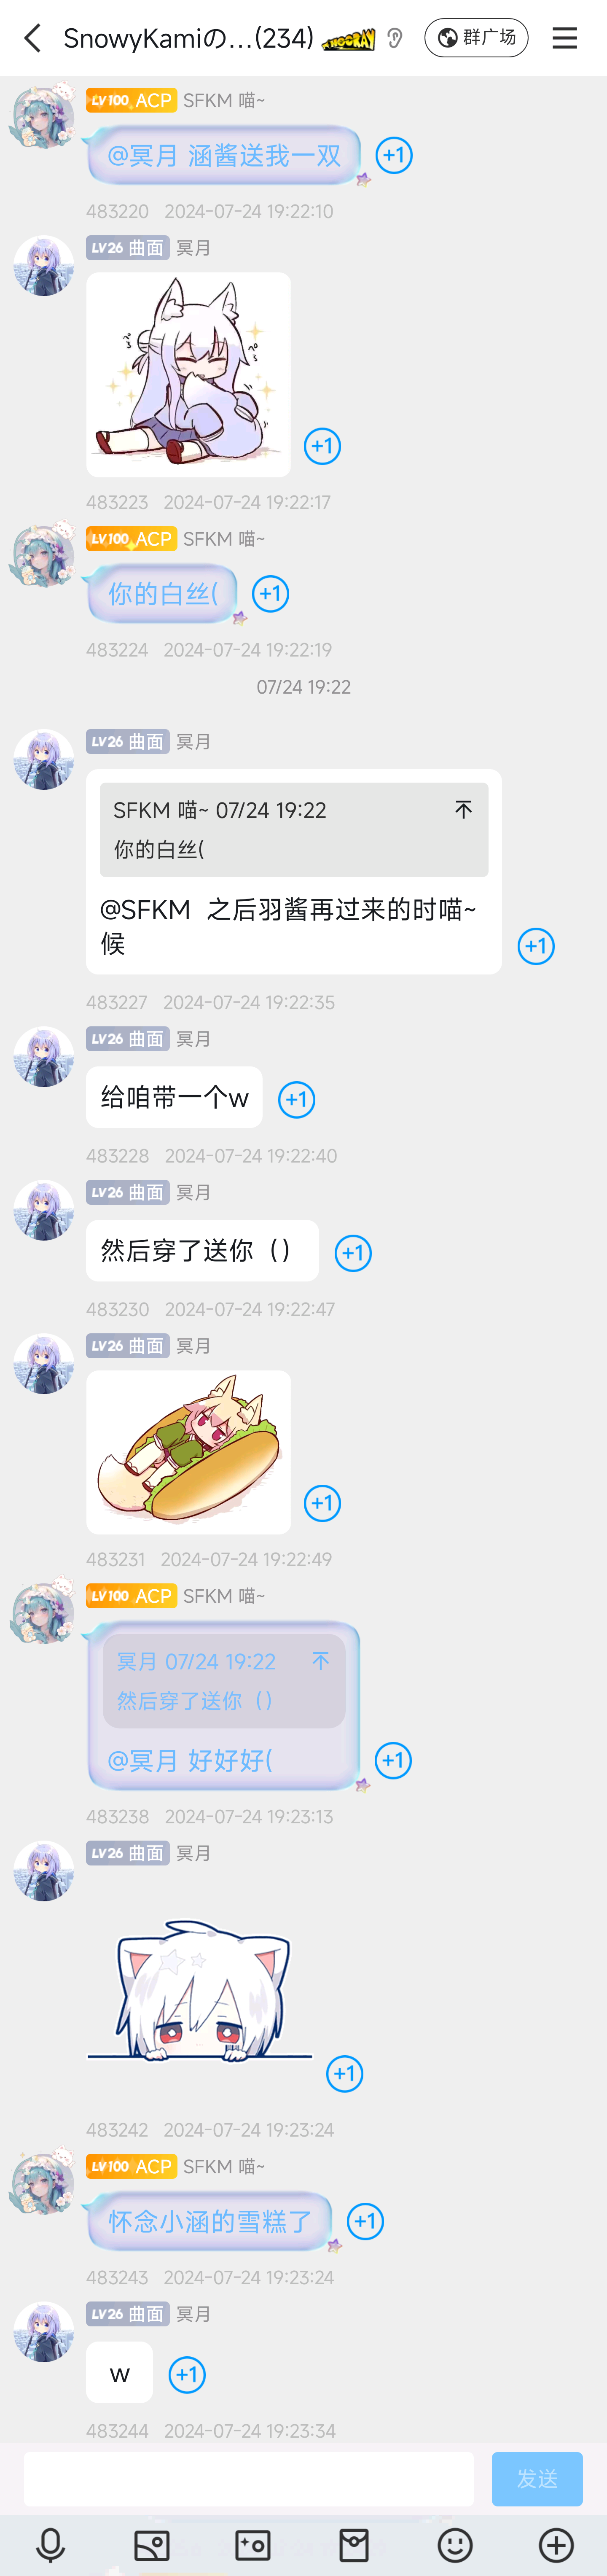 SnowyKamiの...(234)
HOORAY
群广场
LV100 ACP SFKM 喵~
@冥月 涵酱送我一双
+1
483220 2024-07-24 19:22:10
LV26 曲面 冥月
+1
483223 2024-07-24 19:22:17
LV100 ACP SFKM 喵~
你的白丝(
+1
483224 2024-07-24 19:22:19
07/24 19:22
LV26 曲面 冥月
SFKM 喵~ 07/24 19:22
你的白丝(
@SFKM 之后羽酱再过来的时喵~
候
+1
483227 2024-07-24 19:22:35
LV26 曲面 冥月
给咱带一个w
+1
483228 2024-07-24 19:22:40
LV26 曲面 冥月
然后穿了送你（）
+1
483230 2024-07-24 19:22:47
LV26 曲面 冥月
+1
483231 2024-07-24 19:22:49
LV100 ACP SFKM 喵~
冥月 07/24 19:22
然后穿了送你（）
@冥月 好好好(
+1
483238 2024-07-24 19:23:13
LV26 曲面 冥月
+1
483242 2024-07-24 19:23:24
LV100 ACP SFKM 喵~
怀念小涵的雪糕了
+1
483243 2024-07-24 19:23:24
LV26 曲面 冥月
w
+1
483244 2024-07-24 19:23:34
发送